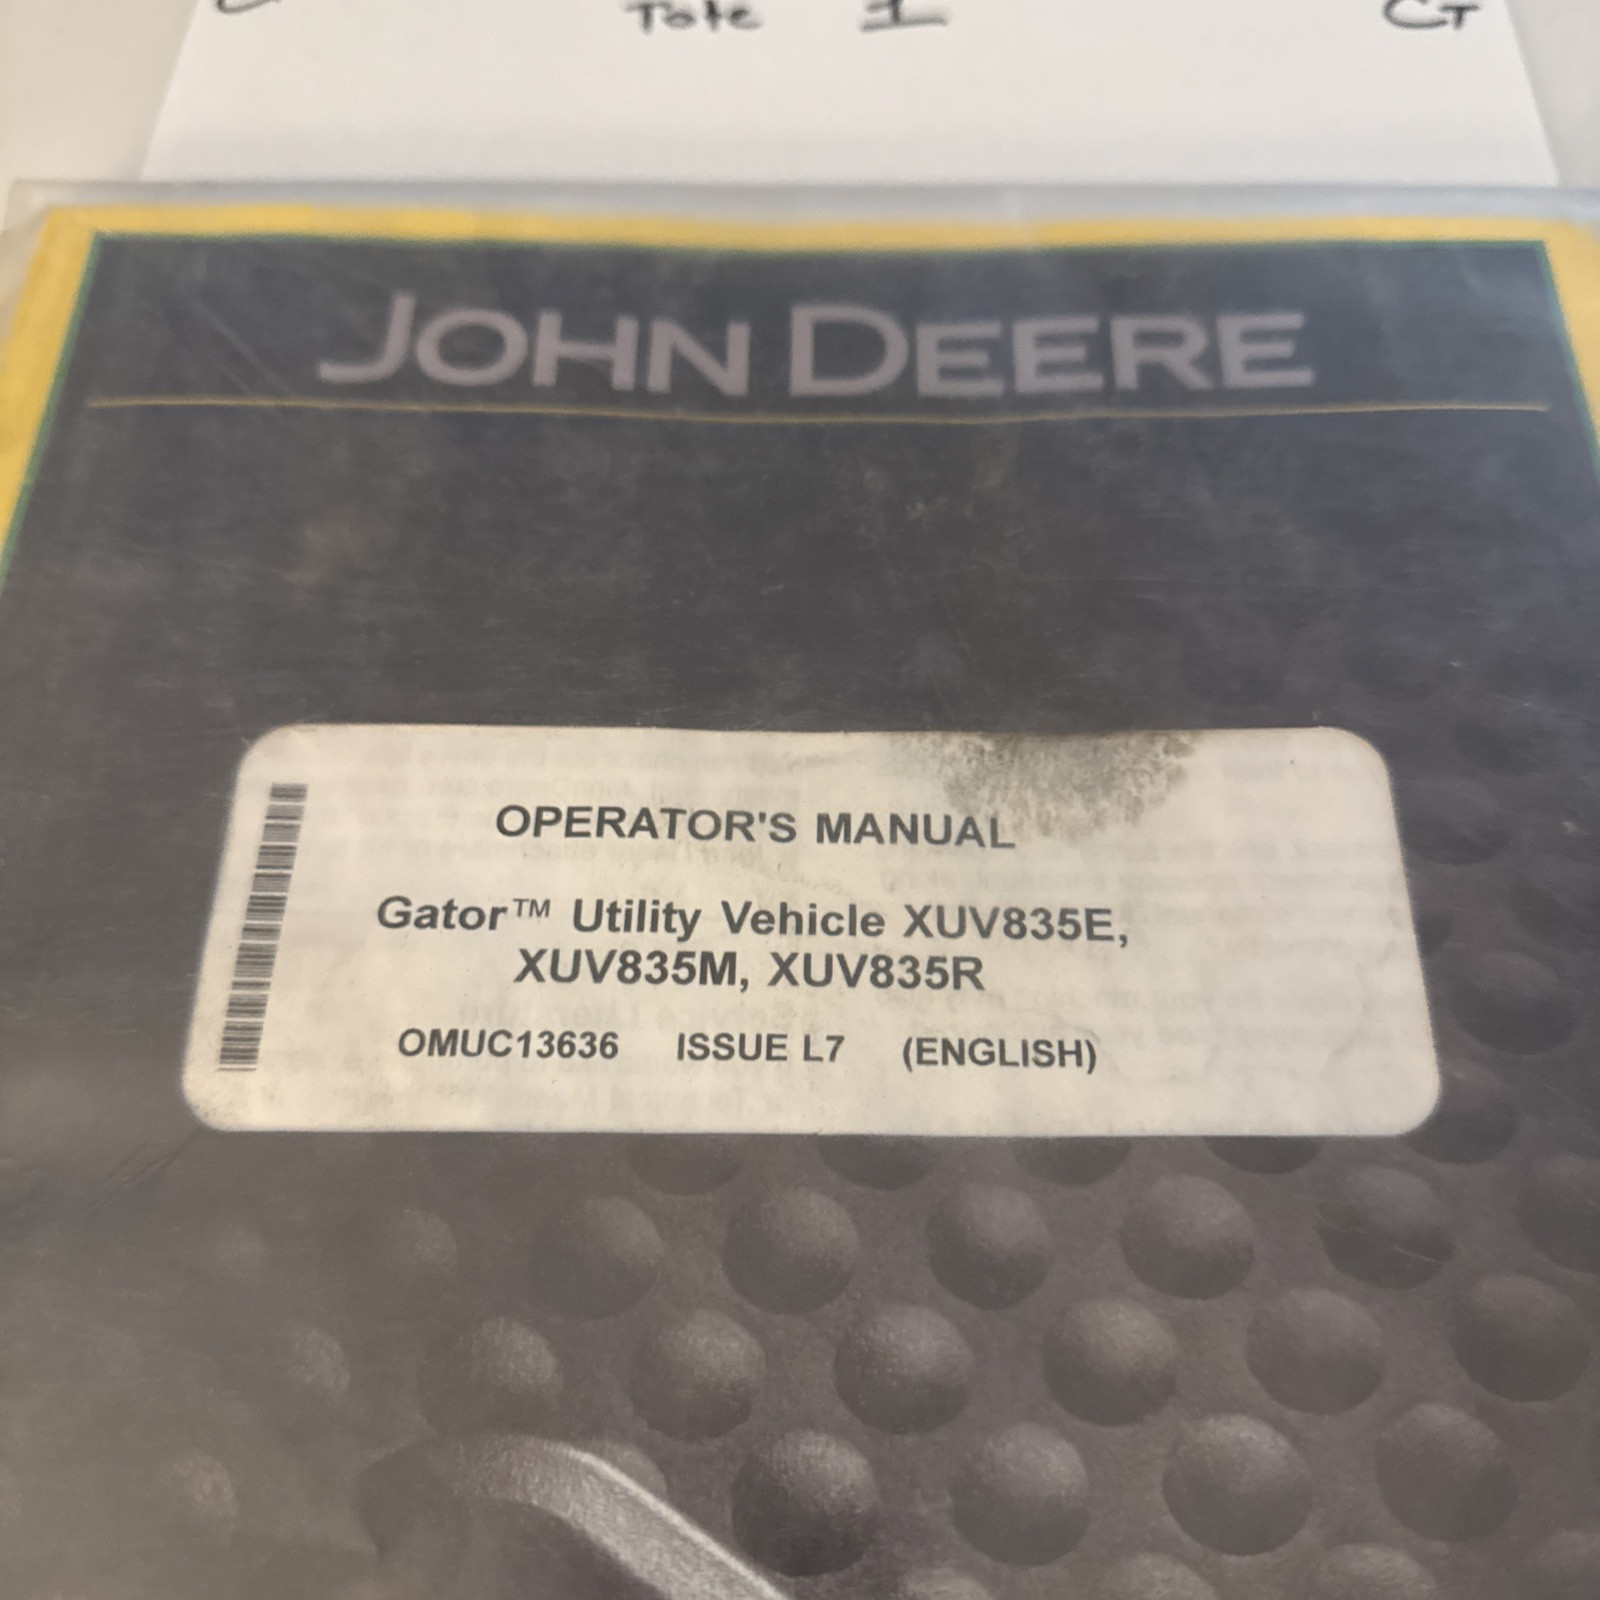 Tote 1 CT
JOHN DEERE
OPERATOR'S MANUAL
Gator™ Utility Vehicle XUV835E,
XUV835M, XUV835R
OMUC13636 ISSUE L7 (ENGLISH)